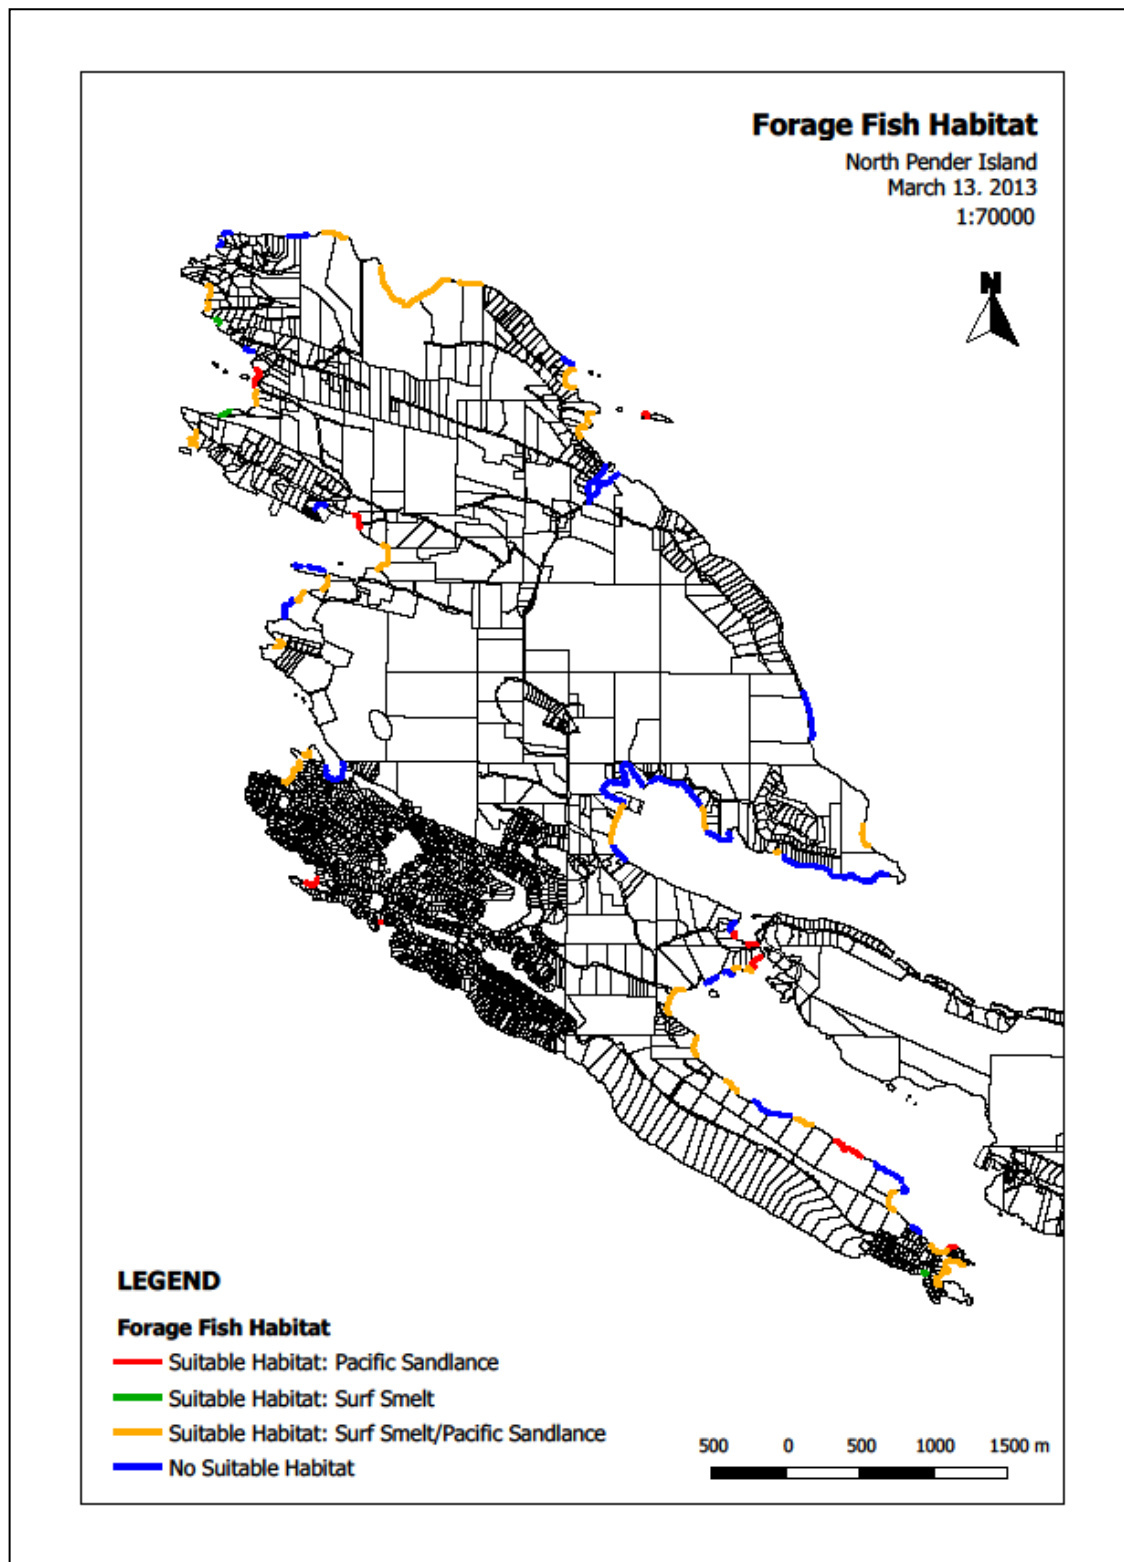 Forage Fish Habitat
North Pender Island
March 13. 2013
1:70000
N
LEGEND
Forage Fish Habitat
Suitable Habitat: Pacific Sandlance
Suitable Habitat: Surf Smelt
Suitable Habitat: Surf Smelt/Pacific Sandlance
No Suitable Habitat
500 0 500 1000 1500 m